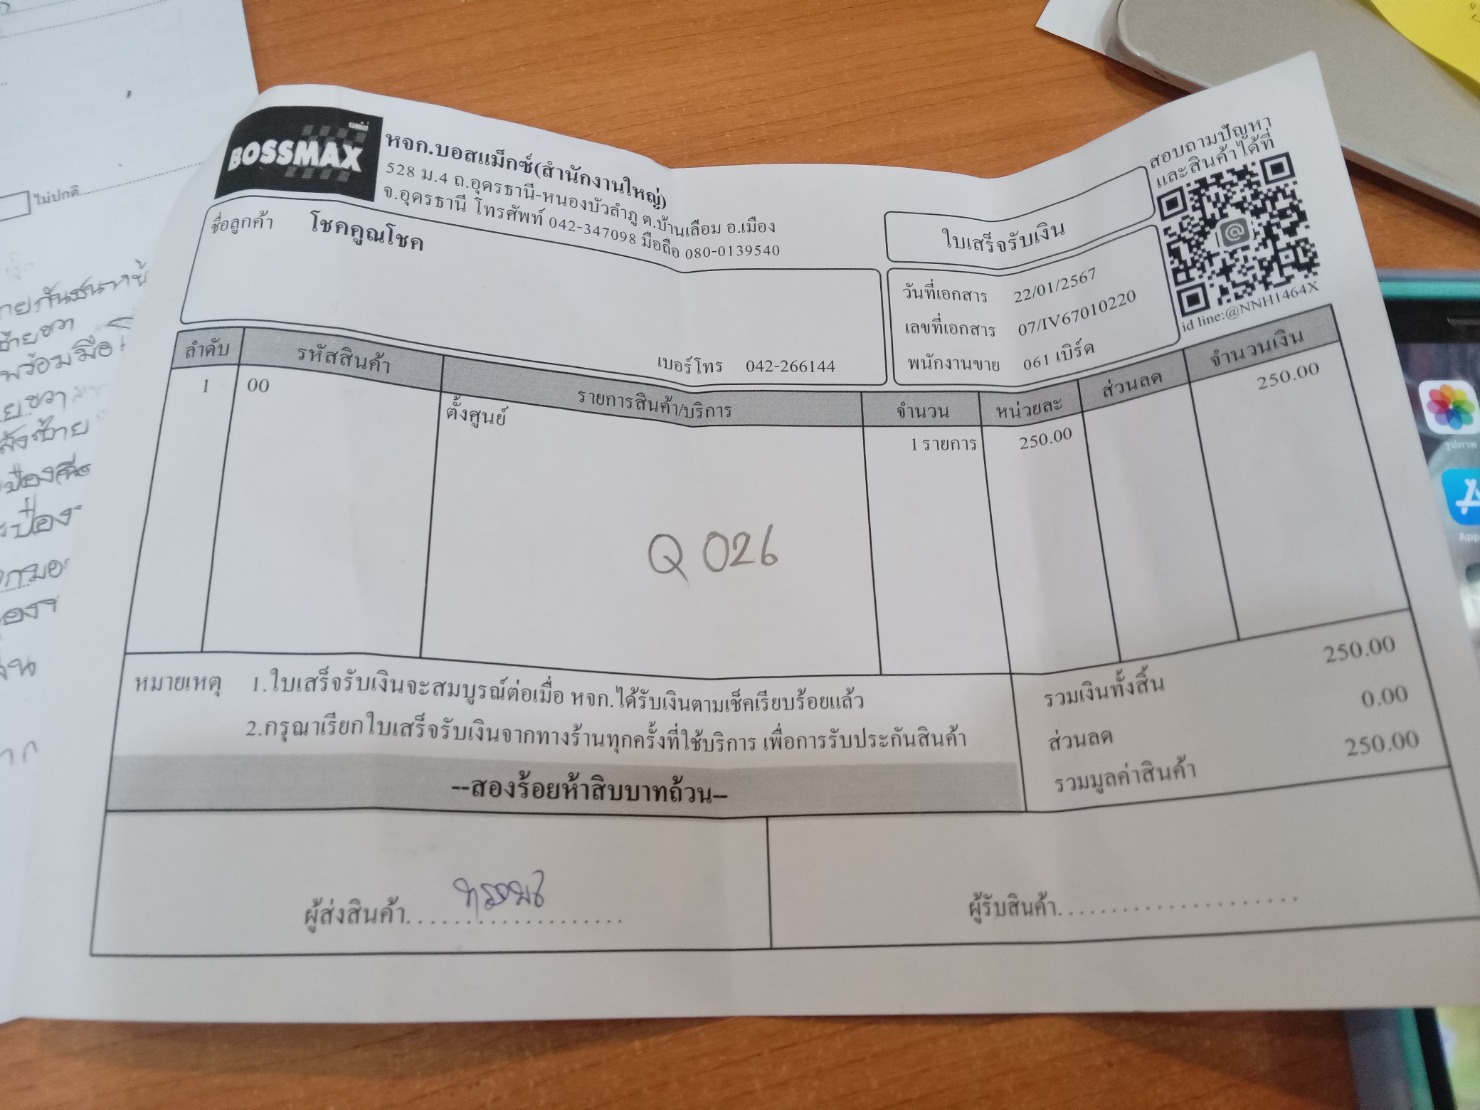 แม่ข่าย
BOSSMAX
หจก.บอสแม็กซ์(สำนักงานใหญ่)
528 ม.4 ถ.อุดรธานี-หนองบัวลำภู ต.บ้านเลื่อม อ.เมือง
จ.อุดรธานี โทรศัพท์ 042-347098 มือถือ 080-0139540
สอบถามปัญหา
และสินค้าได้ที่
id line:@NNH1464X
ใบเสร็จรับเงิน
ชื่อลูกค้า โชคคูณโชค
เบอร์โทร 042-266144
วันที่เอกสาร 22/01/2567
เลขที่เอกสาร 07/IV67010220
พนักงานขาย 061 เบิร์ด
ลำดับ รหัสสินค้า รายการสินค้า/บริการ จำนวน หน่วยละ ส่วนลด จำนวนเงิน
1 00 ตั้งศูนย์ 1 รายการ 250.00 250.00
Q 026
หมายเหตุ 1.ใบเสร็จรับเงินจะสมบูรณ์ต่อเมื่อ หจก.ได้รับเงินตามเช็คเรียบร้อยแล้ว
2.กรุณาเรียกใบเสร็จรับเงินจากทางร้านทุกครั้งที่ใช้บริการ เพื่อการรับประกันสินค้า
รวมเงินทั้งสิ้น 250.00
ส่วนลด 0.00
รวมมูลค่าสินค้า 250.00
--สองร้อยห้าสิบบาทถ้วน--
ผู้ส่งสินค้า....................
ผู้รับสินค้า......................
ไม่ปกติ